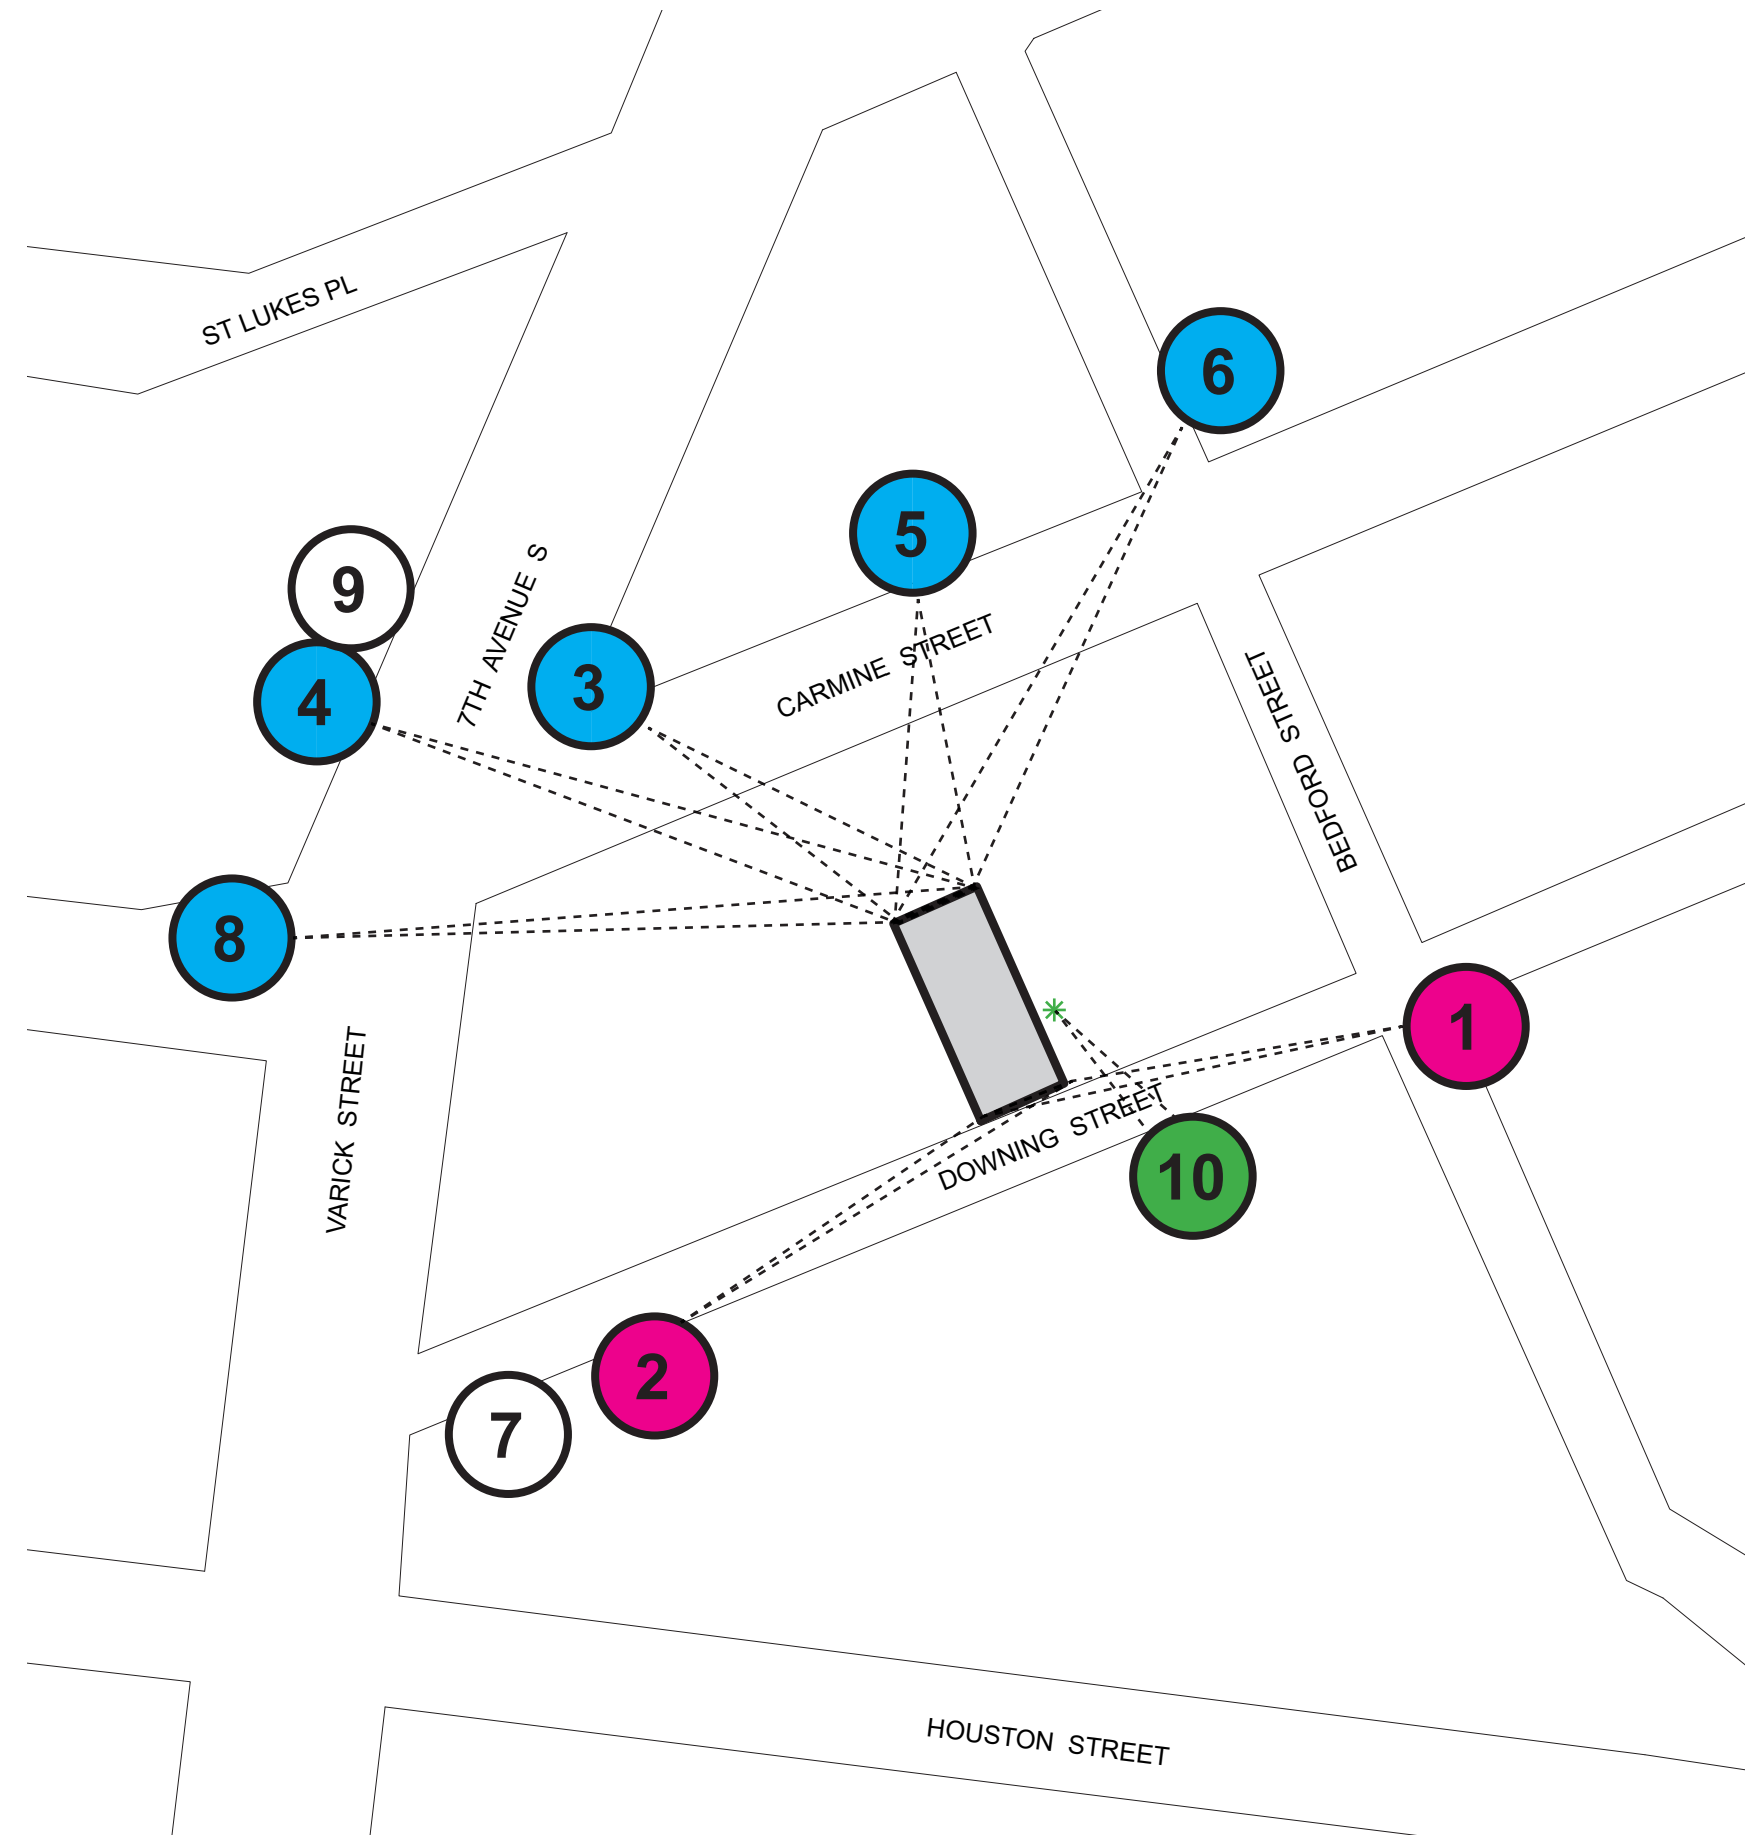 ST LUKES PL
6
5
9
7TH AVENUE S
3
4
CARMINE STREET
BEDFORD STREET
8
1
VARICK STREET
DOWNING STREET
10
2
7
HOUSTON STREET